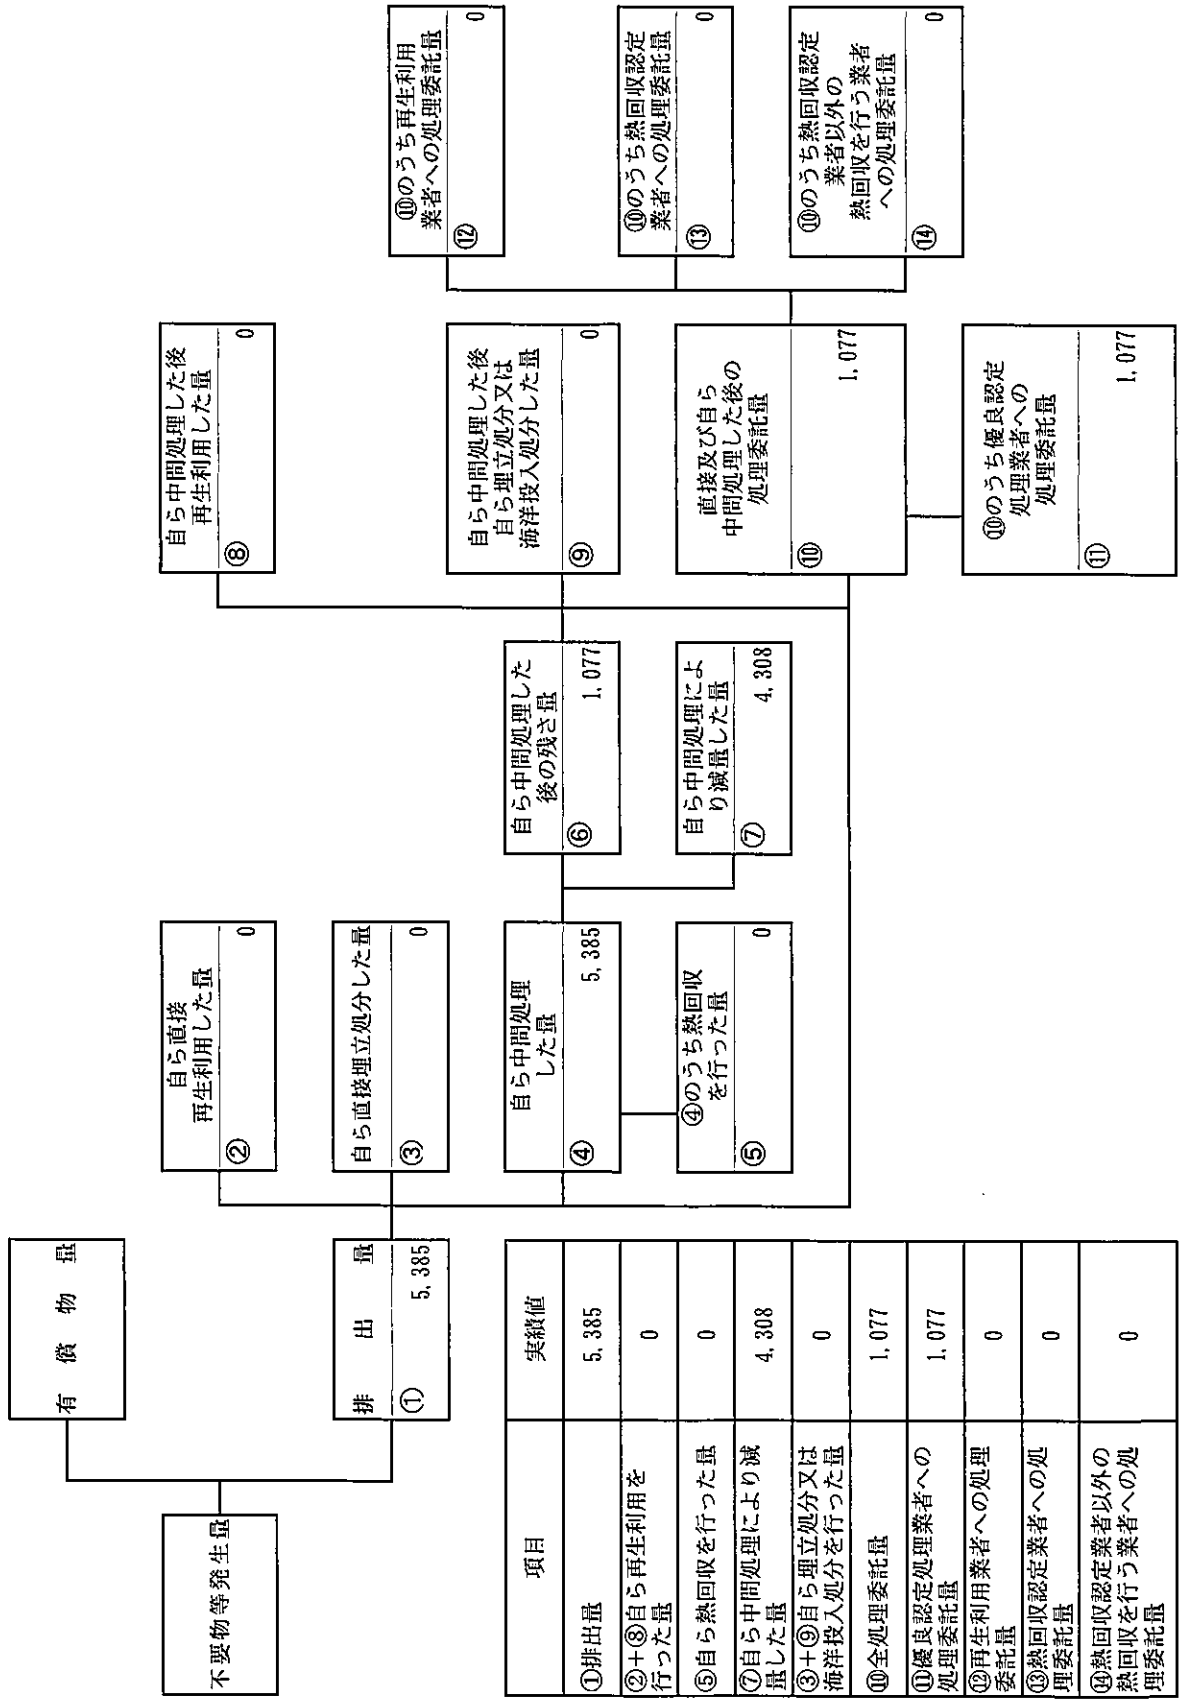 不要物等発生量
有償物量
排出量
① 5,385
自ら直接
再生利用した量
② 0
自ら直接埋立処分した量
③ 0
自ら中間処理
した量
④ 5,385
④のうち熱回収
を行った量
⑤ 0
自ら中間処理した
後の残さ量
⑥ 1,077
自ら中間処理によ
り減量した量
⑦ 4,308
自ら中間処理した後
再生利用した量
⑧ 0
自ら中間処理した後
自ら埋立処分又は
海洋投入処分した量
⑨ 0
直接及び自ら
中間処理した後の
処理委託量
⑩ 1,077
⑩のうち優良認定
処理業者への
処理委託量
⑪ 1,077
⑩のうち再生利用
業者への処理委託量
⑫ 0
⑩のうち熱回収認定
業者への処理委託量
⑬ 0
⑩のうち熱回収認定
業者以外の
熱回収を行う業者
への処理委託量
⑭ 0
項目 実績値
①排出量 5,385
②+⑧自ら再生利用を
行った量 0
⑤自ら熱回収を行った量 0
⑦自ら中間処理により減
量した量 4,308
③+⑨自ら埋立処分又は
海洋投入処分を行った量 0
⑩全処理委託量 1,077
⑪優良認定処理業者への
処理委託量 1,077
⑫再生利用業者への処理
委託量 0
⑬熱回収認定業者への処
理委託量 0
⑭熱回収認定業者以外の
熱回収を行う業者への処
理委託量 0